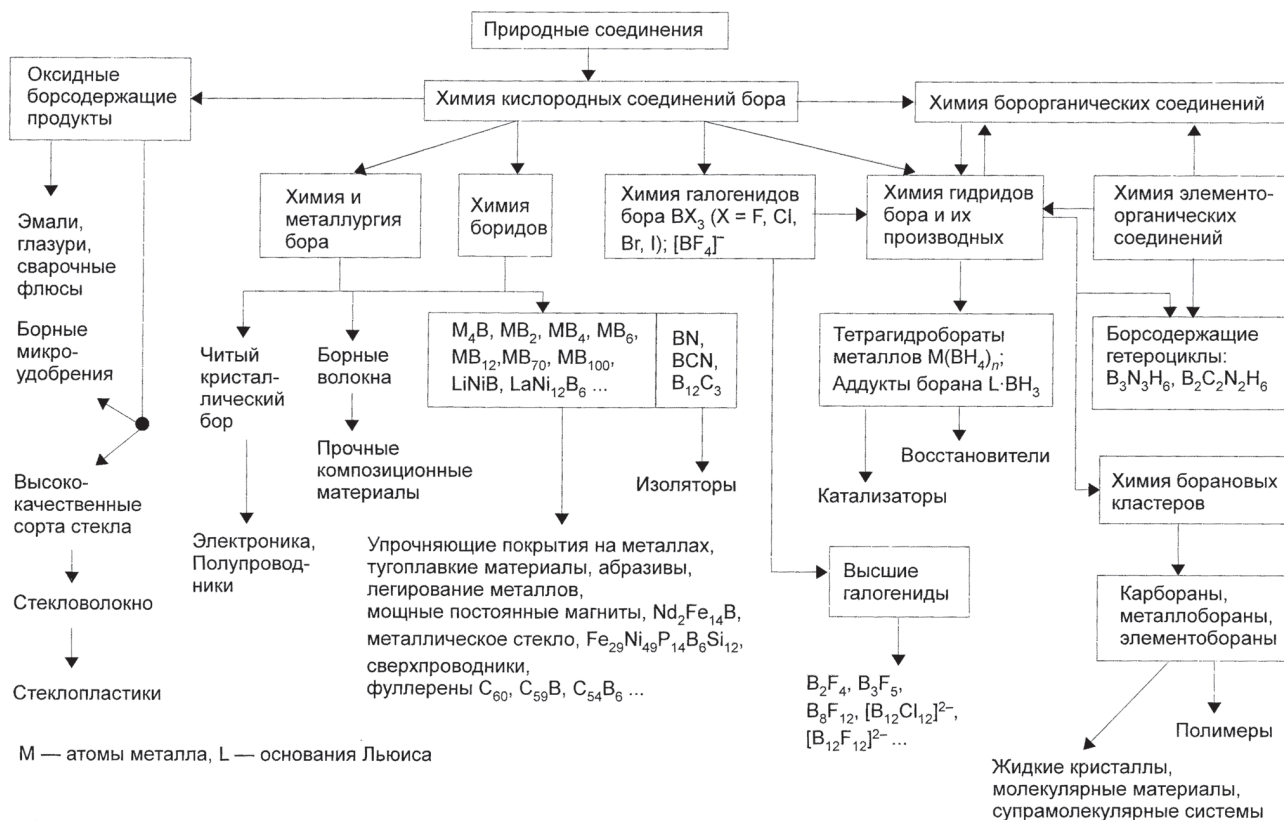 Природные соединения
Оксидные
борсодержащие
продукты
Химия кислородных соединений бора
Химия борорганических соединений
Химия и
металлургия
бора
Химия
боридов
Химия галогенидов
бора BX₃ (X = F, Cl,
Br, I); [BF₄]⁻
Химия гидридов
бора и их
производных
Химия элементо-
органических
соединений
Эмали,
глазури,
сварочные
флюсы
Борные
микро-
удобрения
Читый
кристал-
лический
бор
Борные
волокна
M₄B, MB₂, MB₄, MB₆,
MB₁₂,MB₇₀, MB₁₀₀,
LiNiB, LaNi₁₂B₆ ...
BN,
BCN,
B₁₂C₃
Тетрагидробораты
металлов M(BH₄)ₙ;
Аддукты борана L·BH₃
Борсодержащие
гетероциклы:
B₃N₃H₆, B₂C₂N₂H₆
Прочные
композиционные
материалы
Изоляторы
Восстановители
Катализаторы
Химия борановых
кластеров
Высоко-
качественные
сорта стекла
Электроника,
Полупровод-
ники
Упрочняющие покрытия на металлах,
тугоплавкие материалы, абразивы,
легирование металлов,
мощные постоянные магниты, Nd₂Fe₁₄B,
металлическое стекло, Fe₂₉Ni₄₉P₁₄B₆Si₁₂,
сверхпроводники,
фуллерены C₆₀, C₅₉B, C₅₄B₆ ...
Высшие
галогениды
Карбораны,
металлобораны,
элементобораны
Стекловолокно
Стеклопластики
B₂F₄, B₃F₅,
B₈F₁₂, [B₁₂Cl₁₂]²⁻,
[B₁₂F₁₂]²⁻ ...
Полимеры
Жидкие кристаллы,
молекулярные материалы,
супрамолекулярные системы
M — атомы металла, L — основания Льюиса